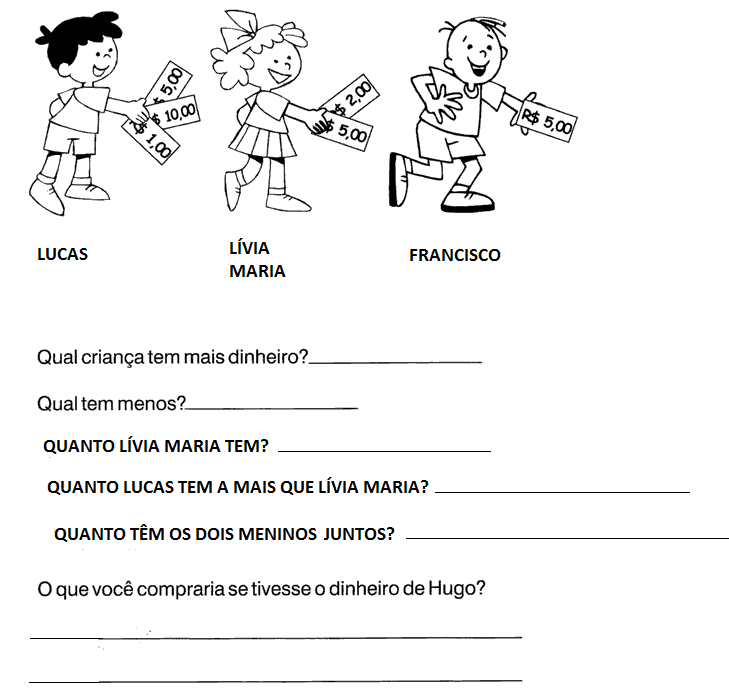 $ 5,00
$ 10,00
$ 1,00
$ 2,00
$ 5,00
R$ 5,00
LUCAS
LÍVIA
MARIA
FRANCISCO
Qual criança tem mais dinheiro?
Qual tem menos?
QUANTO LÍVIA MARIA TEM?
QUANTO LUCAS TEM A MAIS QUE LÍVIA MARIA?
QUANTO TÊM OS DOIS MENINOS JUNTOS?
O que você compraria se tivesse o dinheiro de Hugo?